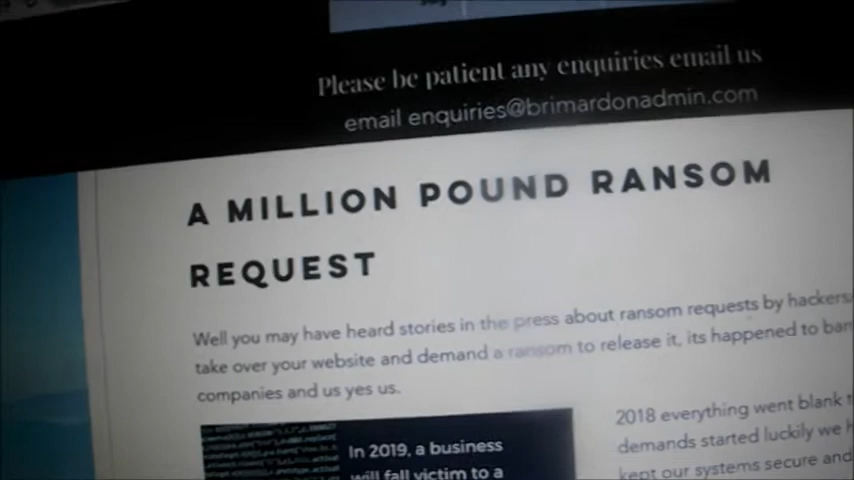 Please be patient any enquiries email us
email enquiries@brimardonadmin.com
A MILLION POUND RANSOM
REQUEST
Well you may have heard stories in the press about ransom requests by hackers
take over your website and demand a ransom to release it, its happened to
companies and us yes us.
In 2019, a business
will fall victim to a
2018 everything went blank
demands started luckily we
kept our systems secure and